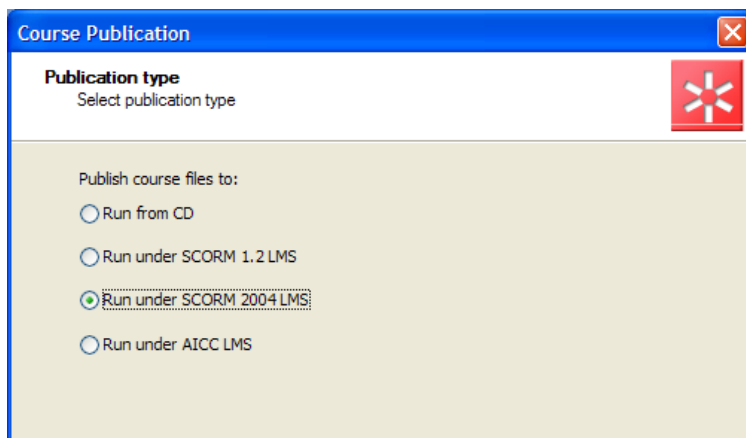 Course Publication
Publication type
Select publication type
Publish course files to:
Run from CD
Run under SCORM 1.2 LMS
Run under SCORM 2004 LMS
Run under AICC LMS